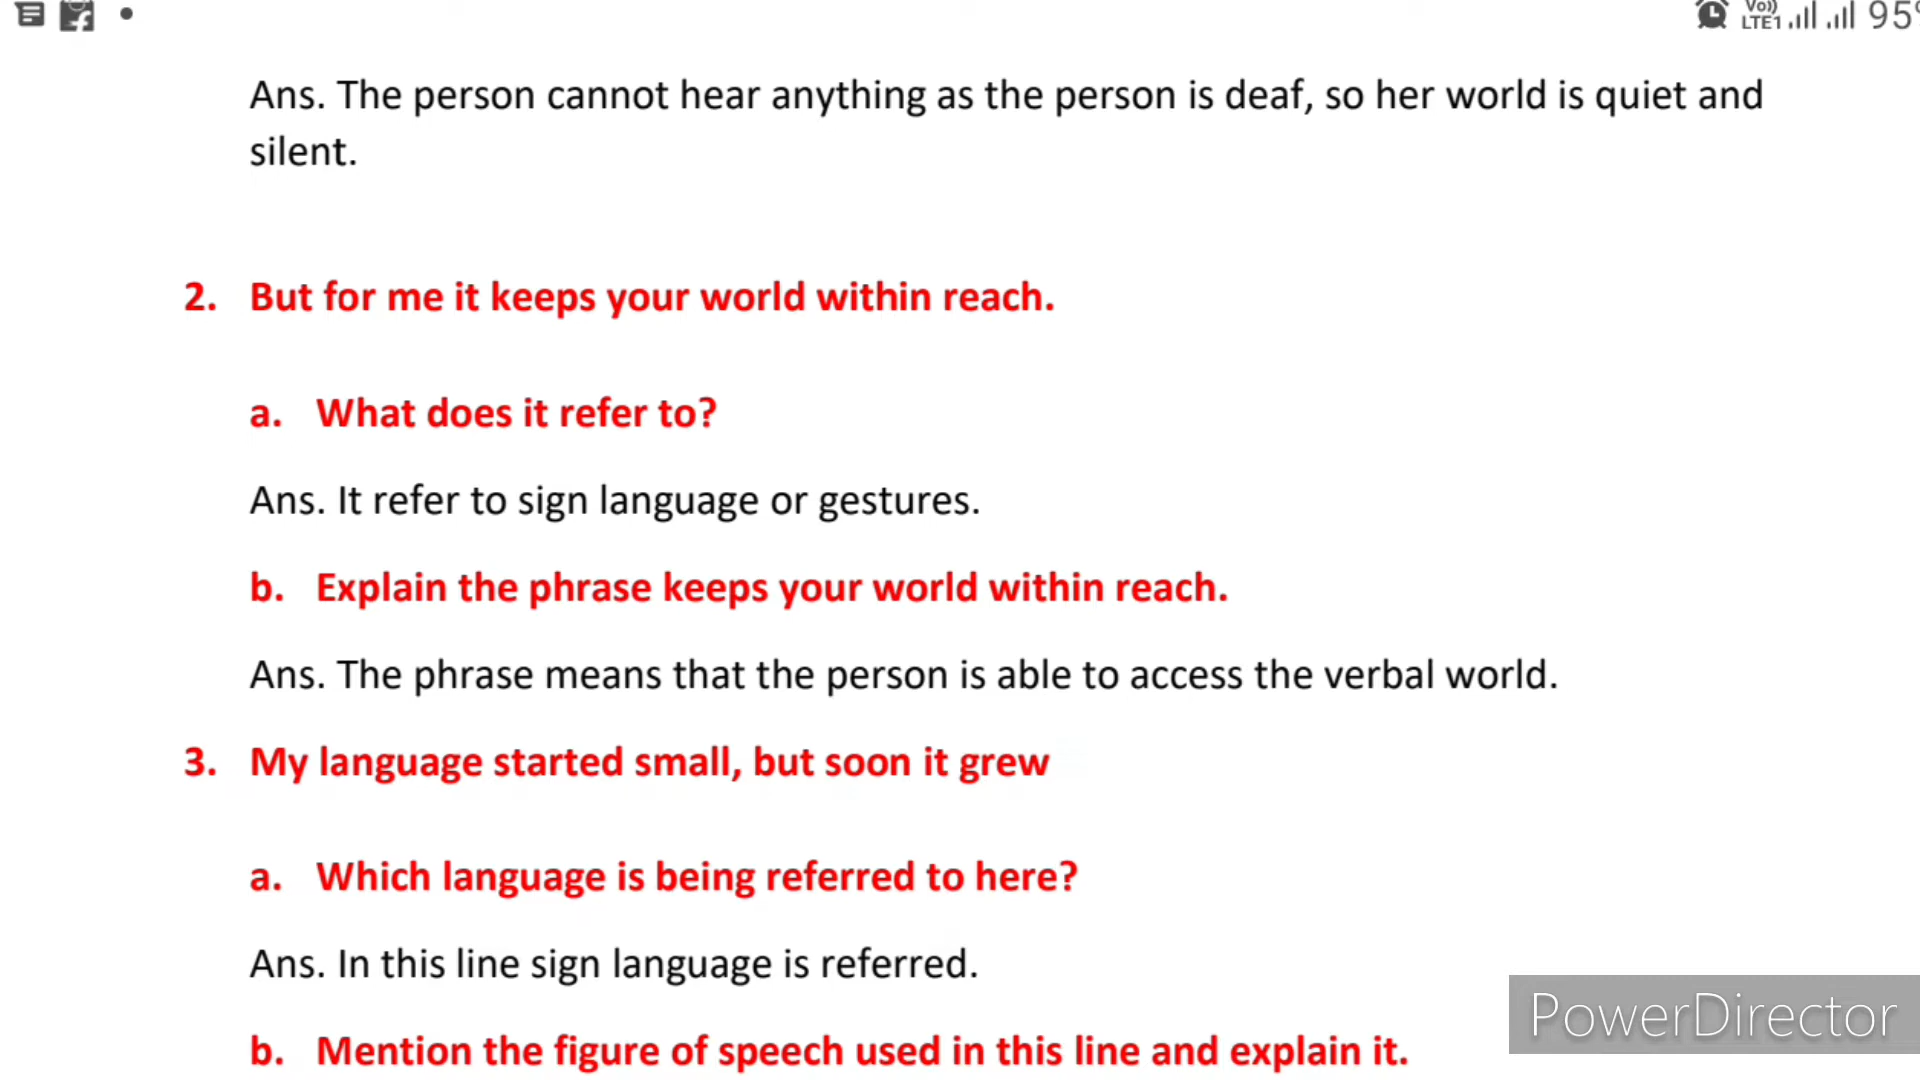 Vo)) LTE1 95
Ans. The person cannot hear anything as the person is deaf, so her world is quiet and
silent.
2. But for me it keeps your world within reach.
a. What does it refer to?
Ans. It refer to sign language or gestures.
b. Explain the phrase keeps your world within reach.
Ans. The phrase means that the person is able to access the verbal world.
3. My language started small, but soon it grew
a. Which language is being referred to here?
Ans. In this line sign language is referred.
b. Mention the figure of speech used in this line and explain it.
PowerDirector